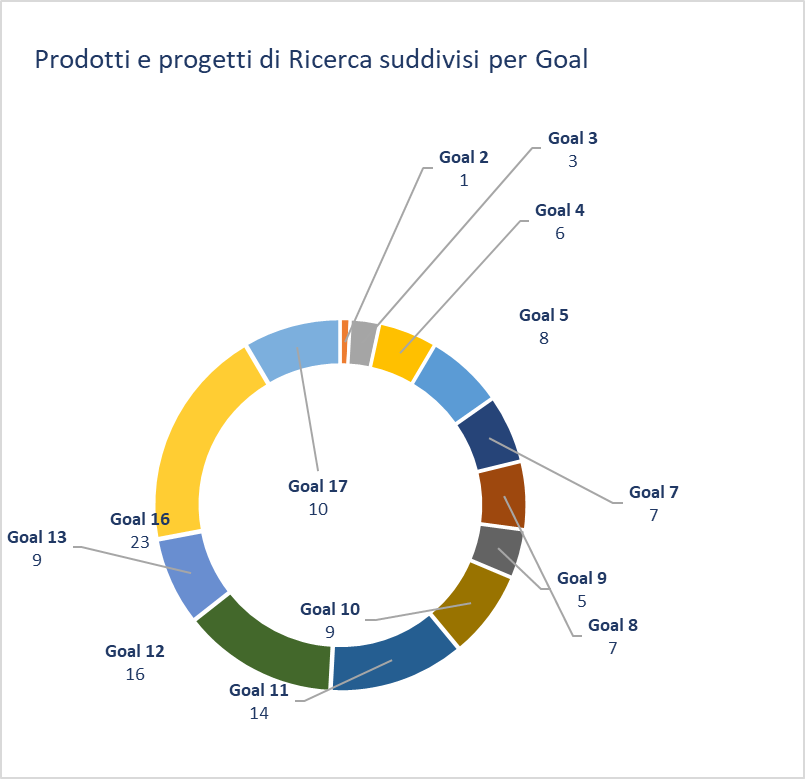 Prodotti e progetti di Ricerca suddivisi per Goal
Goal 2
1
Goal 3
3
Goal 4
6
Goal 5
8
Goal 7
7
Goal 8
7
Goal 9
5
Goal 10
9
Goal 11
14
Goal 12
16
Goal 13
9
Goal 16
23
Goal 17
10